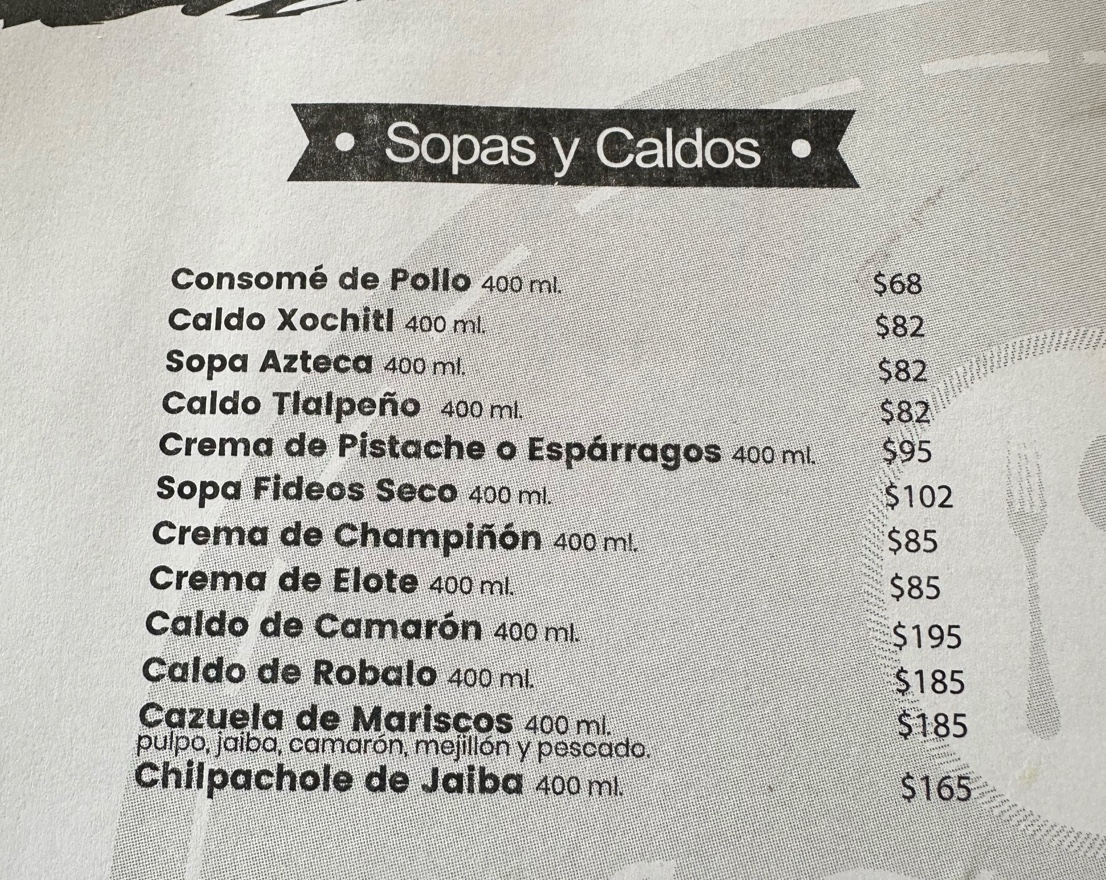 • Sopas y Caldos •
Consomé de Pollo 400 ml. $68
Caldo Xochitl 400 ml. $82
Sopa Azteca 400 ml. $82
Caldo Tlalpeño 400 ml. $82
Crema de Pistache o Espárragos 400 ml. $95
Sopa Fideos Seco 400 ml. $102
Crema de Champiñón 400 ml. $85
Crema de Elote 400 ml. $85
Caldo de Camarón 400 ml. $195
Caldo de Robalo 400 ml. $185
Cazuela de Mariscos 400 ml. $185
pulpo, jaiba, camarón, mejillón y pescado.
Chilpachole de Jaiba 400 ml. $165